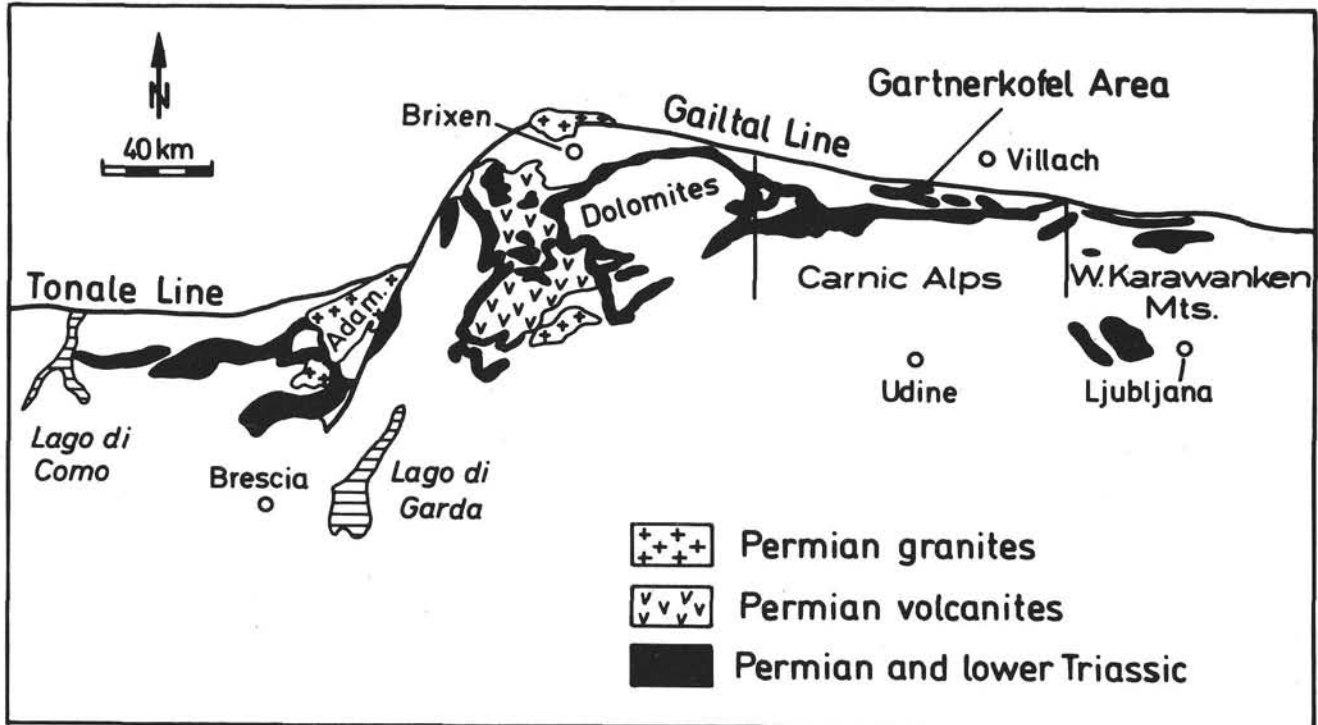 N
40 km
Brixen
Gailtal Line
Gartnerkofel Area
Villach
Dolomites
Tonale Line
Adam.
Carnic Alps
W. Karawanken
Mts.
Udine
Ljubljana
Lago di
Como
Brescia
Lago di
Garda
Permian granites
Permian volcanites
Permian and lower Triassic